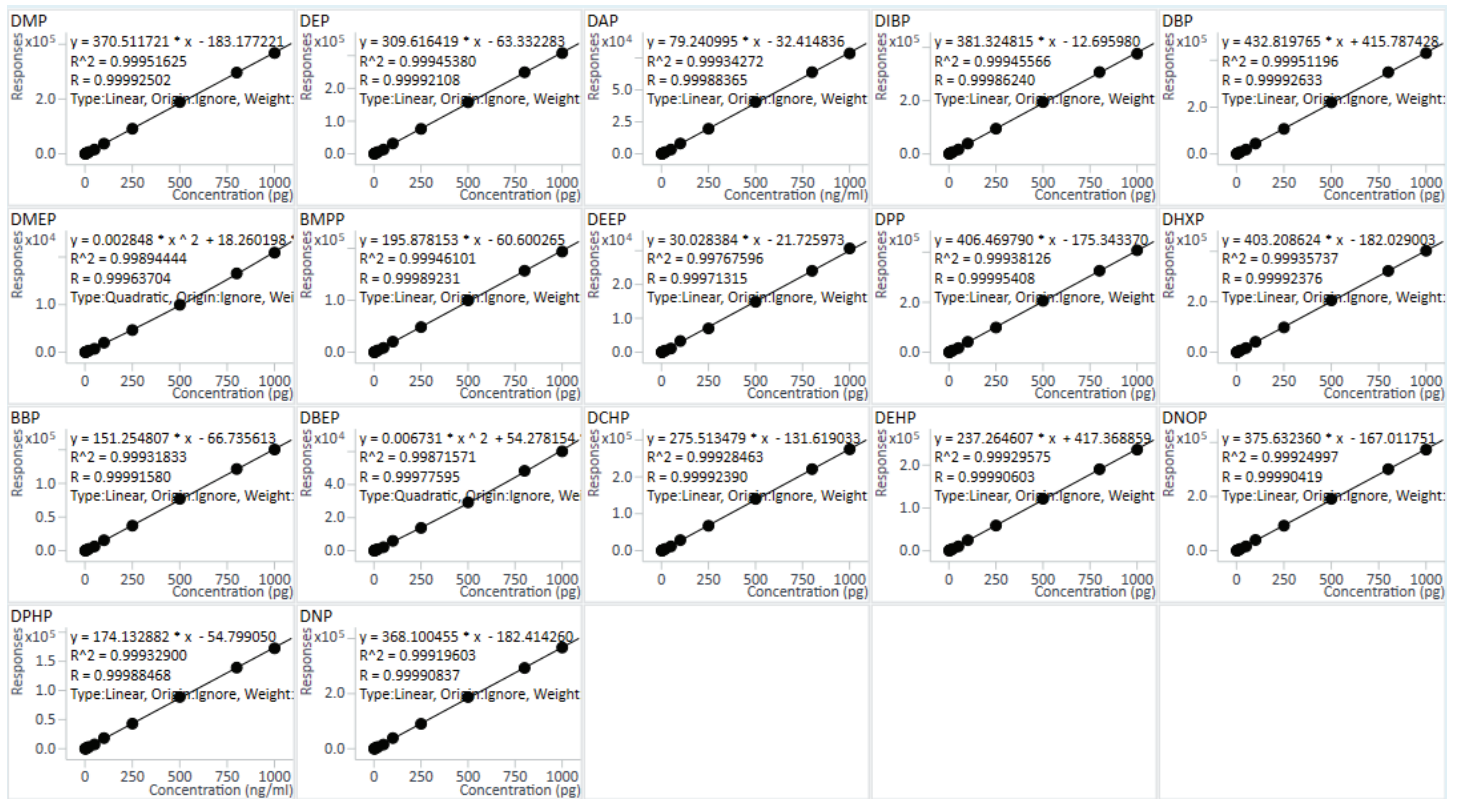 DMP
y = 370.511721 * x - 183.177221
R^2 = 0.99951625
R = 0.99992502
Type:Linear, Origin:Ignore, Weight:
Responses
x10⁵
2.0
0.0
0 250 500 750 1000
Concentration (pg)
DEP
y = 309.616419 * x - 63.332283
R^2 = 0.99945380
R = 0.99992108
Type:Linear, Origin:Ignore, Weight
Responses
x10⁵
2.0
1.0
0.0
0 250 500 750 1000
Concentration (pg)
DAP
y = 79.240995 * x - 32.414836
R^2 = 0.99934272
R = 0.99988365
Type:Linear, Origin:Ignore, Weight
Responses
x10⁴
5.0
2.5
0.0
0 250 500 750 1000
Concentration (ng/ml)
DIBP
y = 381.324815 * x - 12.695980
R^2 = 0.99945566
R = 0.99986240
Type:Linear, Origin:Ignore, Weight
Responses
x10⁵
2.0
0.0
0 250 500 750 1000
Concentration (pg)
DBP
y = 432.819765 * x + 415.787428
R^2 = 0.99951196
R = 0.99992633
Type:Linear, Origin:Ignore, Weight:
Responses
x10⁵
2.0
0.0
0 250 500 750 1000
Concentration (pg)
DMEP
y = 0.002848 * x ^ 2 + 18.260198 *
R^2 = 0.99894444
R = 0.99963704
Type:Quadratic, Origin:Ignore, Wei
Responses
x10⁴
1.0
0.0
0 250 500 750 1000
Concentration (pg)
BMPP
y = 195.878153 * x - 60.600265
R^2 = 0.99946101
R = 0.99989231
Type:Linear, Origin:Ignore, Weight
Responses
x10⁵
1.0
0.0
0 250 500 750 1000
Concentration (pg)
DEEP
y = 30.028384 * x - 21.725973
R^2 = 0.99767596
R = 0.99971315
Type:Linear, Origin:Ignore, Weight
Responses
x10⁴
2.0
1.0
0.0
0 250 500 750 1000
Concentration (pg)
DPP
y = 406.469790 * x - 175.343370
R^2 = 0.99938126
R = 0.99995408
Type:Linear, Origin:Ignore, Weight
Responses
x10⁵
2.0
0.0
0 250 500 750 1000
Concentration (pg)
DHXP
y = 403.208624 * x - 182.029003
R^2 = 0.99935737
R = 0.99992376
Type:Linear, Origin:Ignore, Weight:
Responses
x10⁵
2.0
0.0
0 250 500 750 1000
Concentration (pg)
BBP
y = 151.254807 * x - 66.735613
R^2 = 0.99931833
R = 0.99991580
Type:Linear, Origin:Ignore, Weight:
Responses
x10⁵
1.0
0.5
0.0
0 250 500 750 1000
Concentration (pg)
DBEP
y = 0.006731 * x ^ 2 + 54.278154
R^2 = 0.99871571
R = 0.99977595
Type:Quadratic, Origin:Ignore, We
Responses
x10⁴
4.0
2.0
0.0
0 250 500 750 1000
Concentration (pg)
DCHP
y = 275.513479 * x - 131.619033
R^2 = 0.99928463
R = 0.99992390
Type:Linear, Origin:Ignore, Weight
Responses
x10⁵
2.0
1.0
0.0
0 250 500 750 1000
Concentration (pg)
DEHP
y = 237.264607 * x + 417.368859
R^2 = 0.99929575
R = 0.99990603
Type:Linear, Origin:Ignore, Weight
Responses
x10⁵
2.0
1.0
0.0
0 250 500 750 1000
Concentration (pg)
DNOP
y = 375.632360 * x - 167.011751
R^2 = 0.99924997
R = 0.99990419
Type:Linear, Origin:Ignore, Weight:
Responses
x10⁵
2.0
0.0
0 250 500 750 1000
Concentration (pg)
DPHP
y = 174.132882 * x - 54.799050
R^2 = 0.99932900
R = 0.99988468
Type:Linear, Origin:Ignore, Weight:
Responses
x10⁵
1.5
1.0
0.5
0.0
0 250 500 750 1000
Concentration (ng/ml)
DNP
y = 368.100455 * x - 182.414260
R^2 = 0.99919603
R = 0.99990837
Type:Linear, Origin:Ignore, Weight
Responses
x10⁵
2.0
0.0
0 250 500 750 1000
Concentration (pg)